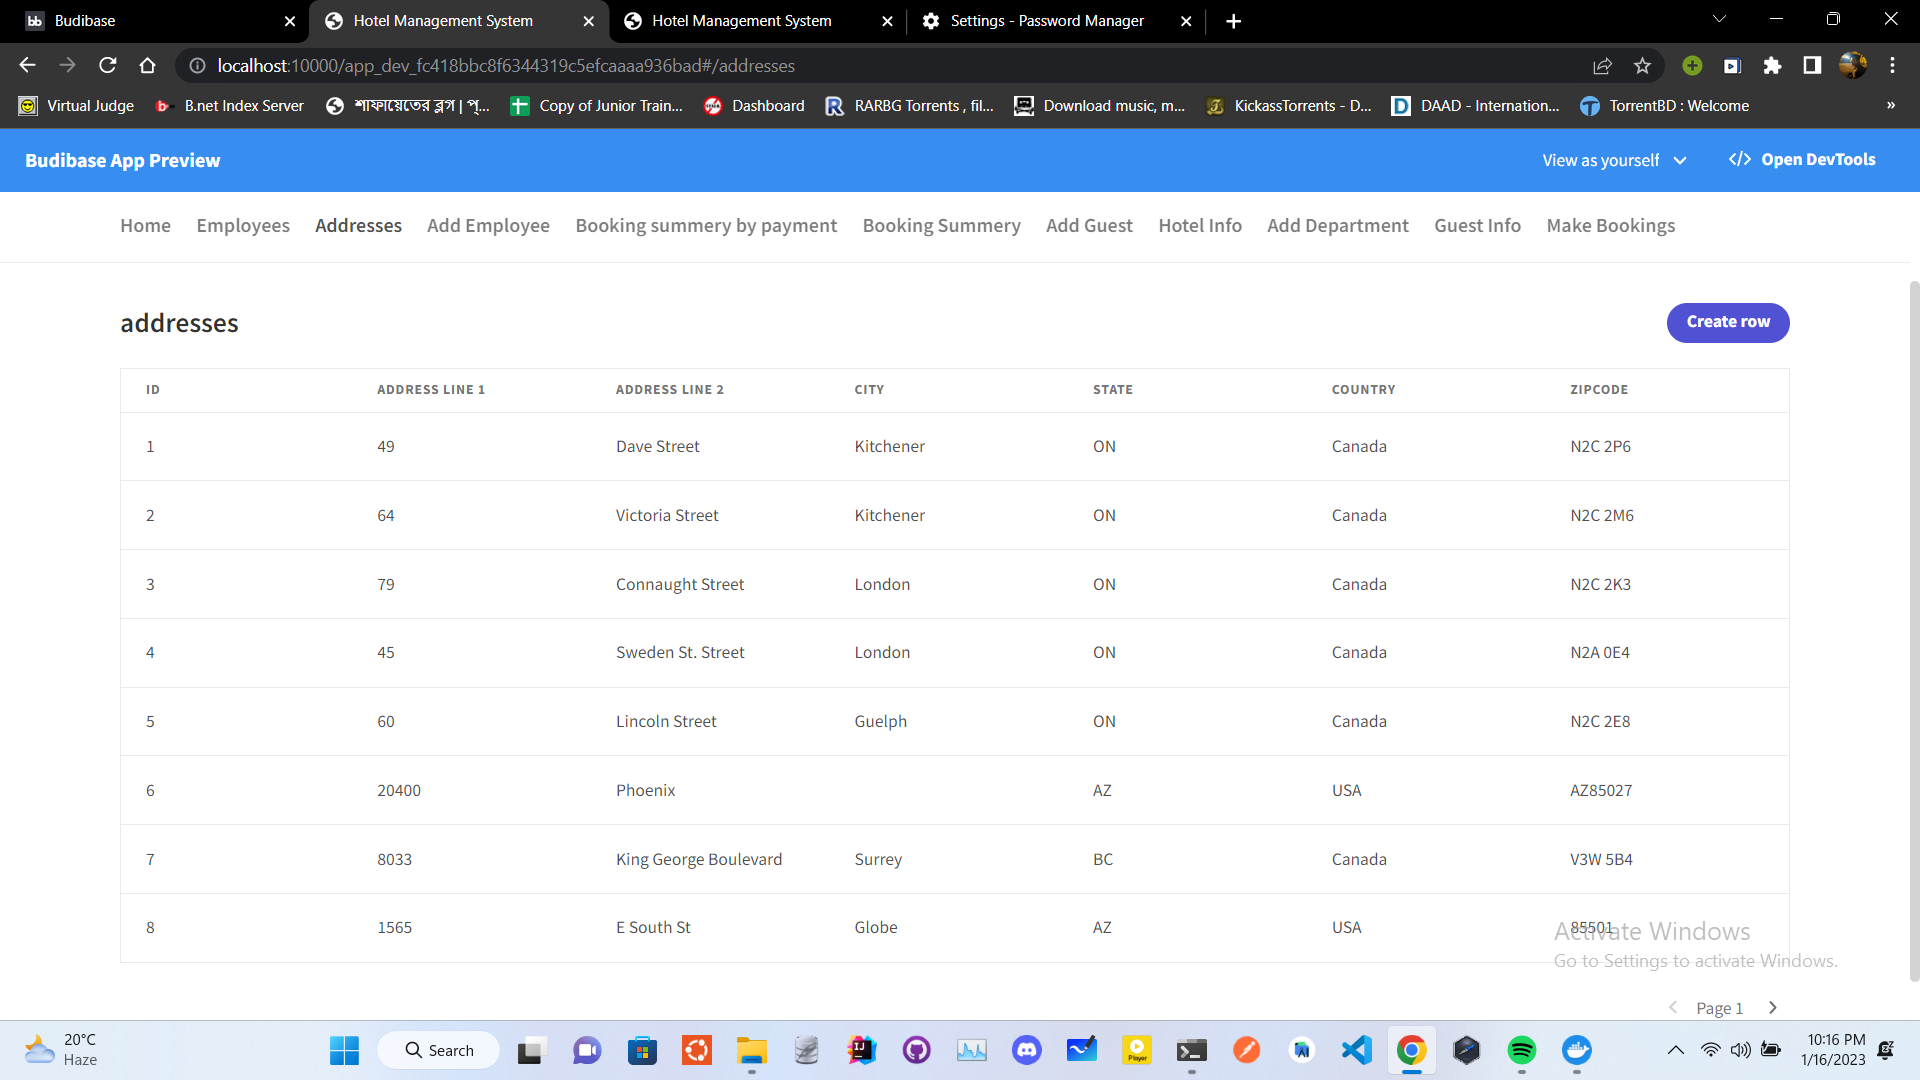 Budibase
Hotel Management System
Hotel Management System
Settings - Password Manager
localhost:10000/app_dev_fc418bbc8f6344319c5efcaaaa936bad#/addresses
Virtual Judge
B.net Index Server
শাফায়েতের ব্লগ | প্...
Copy of Junior Train...
Dashboard
RARBG Torrents , fil...
Download music, m...
KickassTorrents - D...
DAAD - Internation...
TorrentBD : Welcome
»
Budibase App Preview
View as yourself
</> Open DevTools
Home Employees Addresses Add Employee Booking summery by payment Booking Summery Add Guest Hotel Info Add Department Guest Info Make Bookings
addresses
Create row
ID ADDRESS LINE 1 ADDRESS LINE 2 CITY STATE COUNTRY ZIPCODE
1 49 Dave Street Kitchener ON Canada N2C 2P6
2 64 Victoria Street Kitchener ON Canada N2C 2M6
3 79 Connaught Street London ON Canada N2C 2K3
4 45 Sweden St. Street London ON Canada N2A 0E4
5 60 Lincoln Street Guelph ON Canada N2C 2E8
6 20400 Phoenix AZ USA AZ85027
7 8033 King George Boulevard Surrey BC Canada V3W 5B4
8 1565 E South St Globe AZ USA 85501
Activate Windows
Go to Settings to activate Windows.
Page 1
20°C
Haze
Search
10:16 PM
1/16/2023